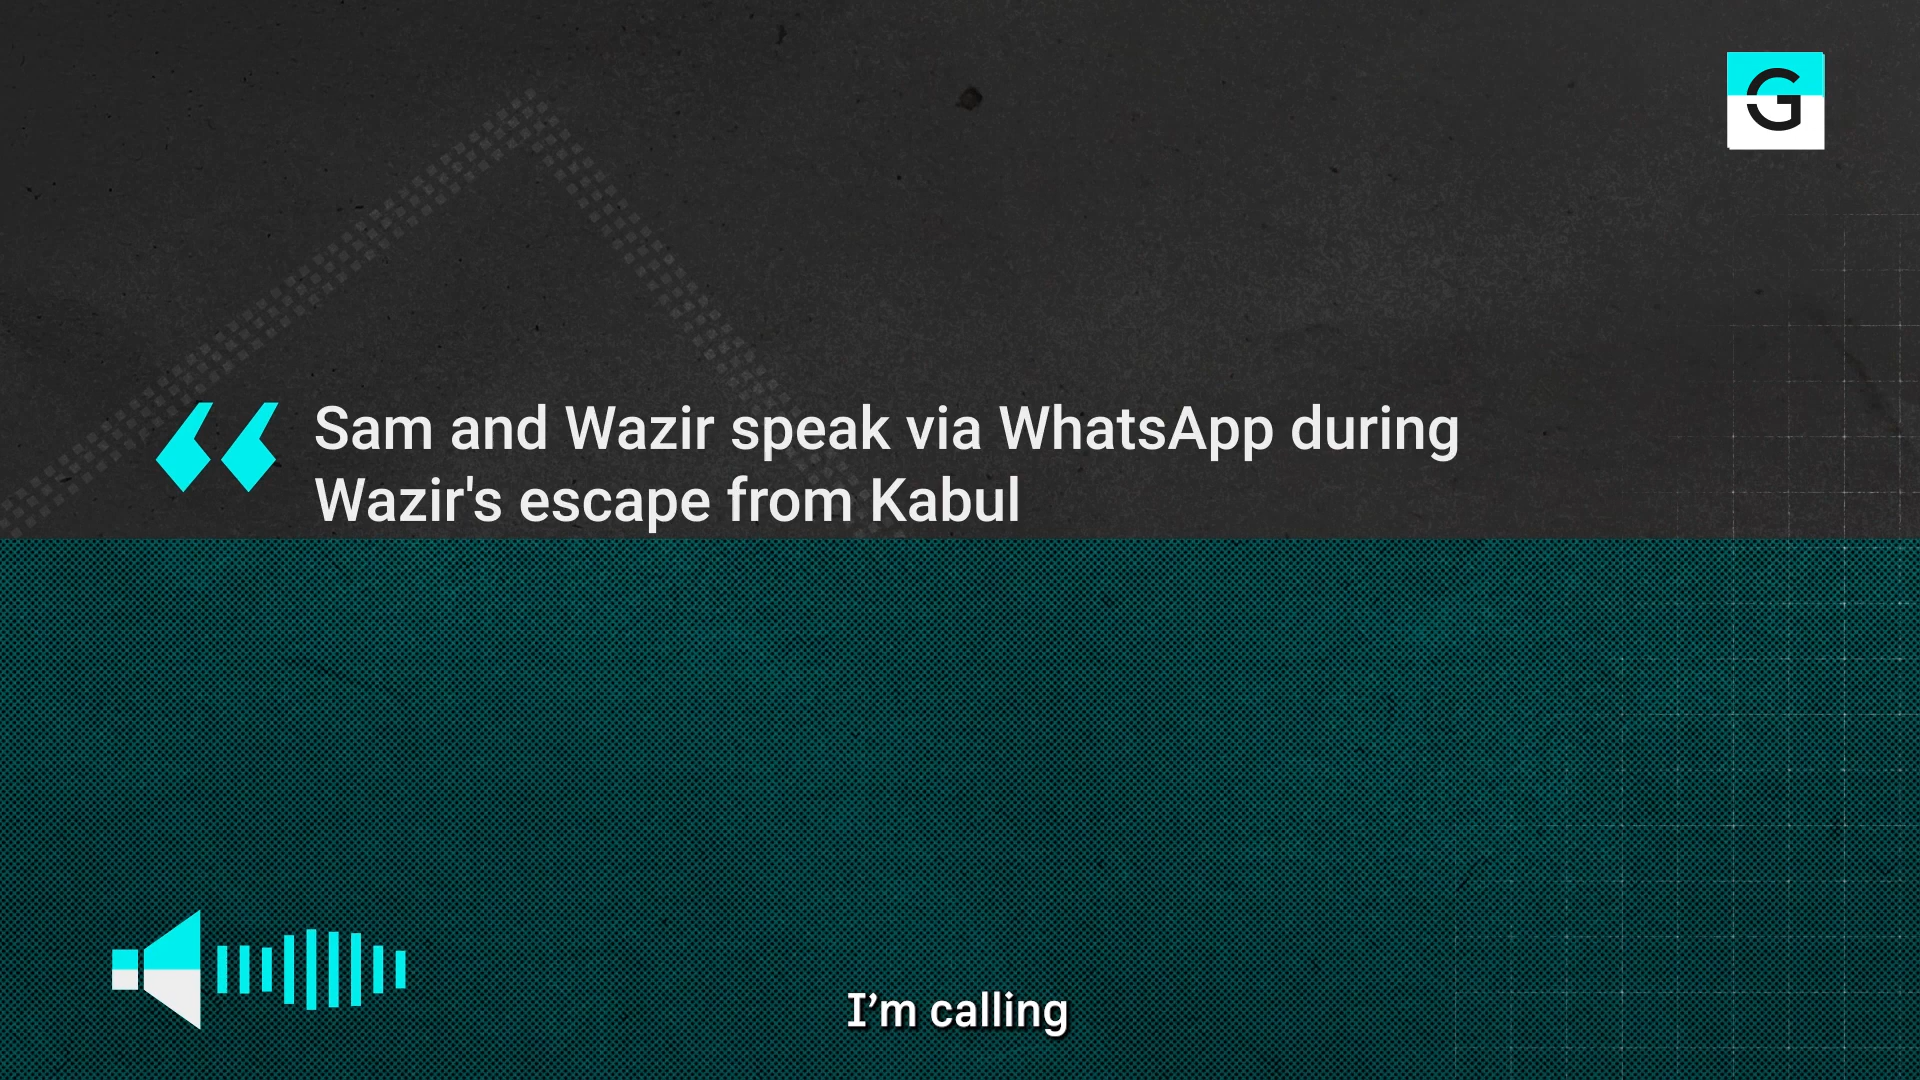 G
Sam and Wazir speak via WhatsApp during
Wazir's escape from Kabul
I’m calling